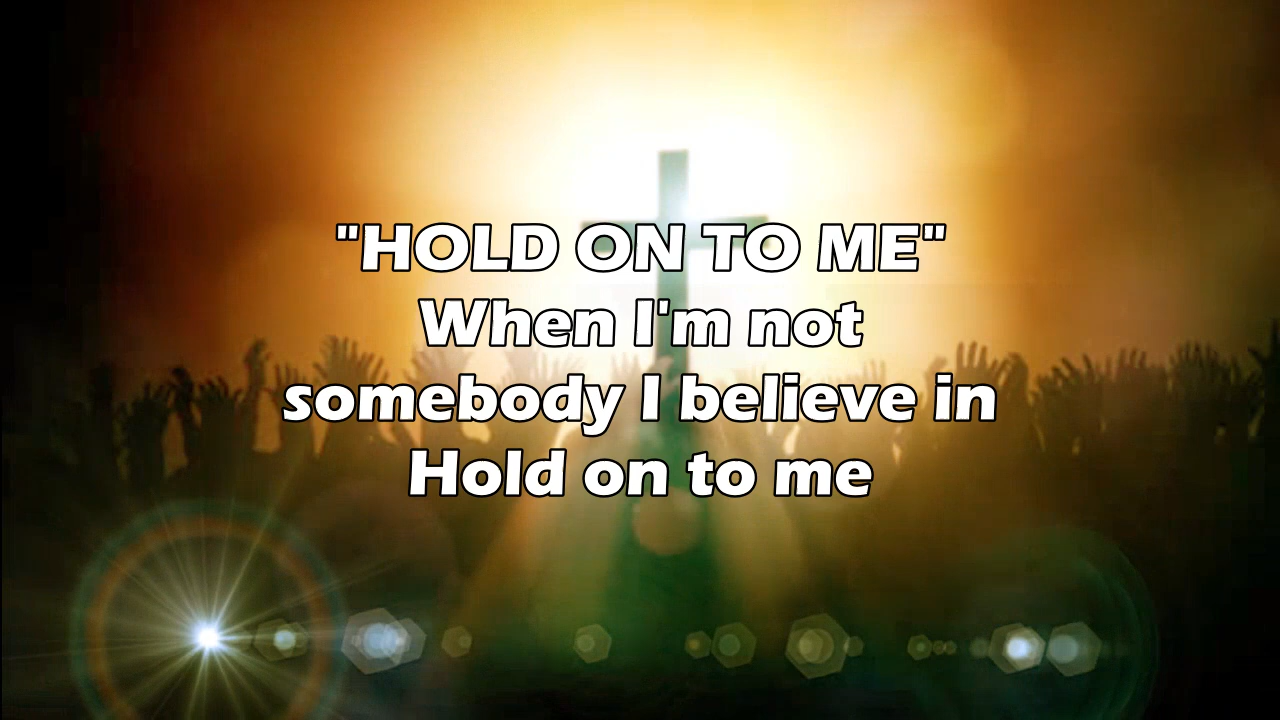 "HOLD ON TO ME"
When I'm not
somebody I believe in
Hold on to me